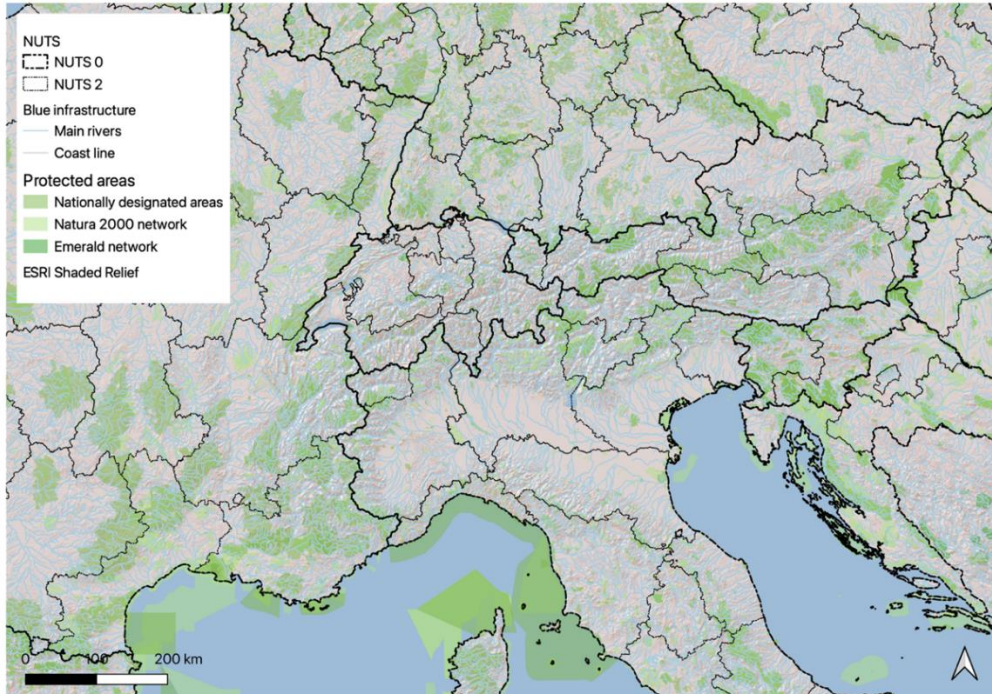 NUTS
NUTS 0
NUTS 2
Blue infrastructure
Main rivers
Coast line
Protected areas
Nationally designated areas
Natura 2000 network
Emerald network
ESRI Shaded Relief
0 100 200 km